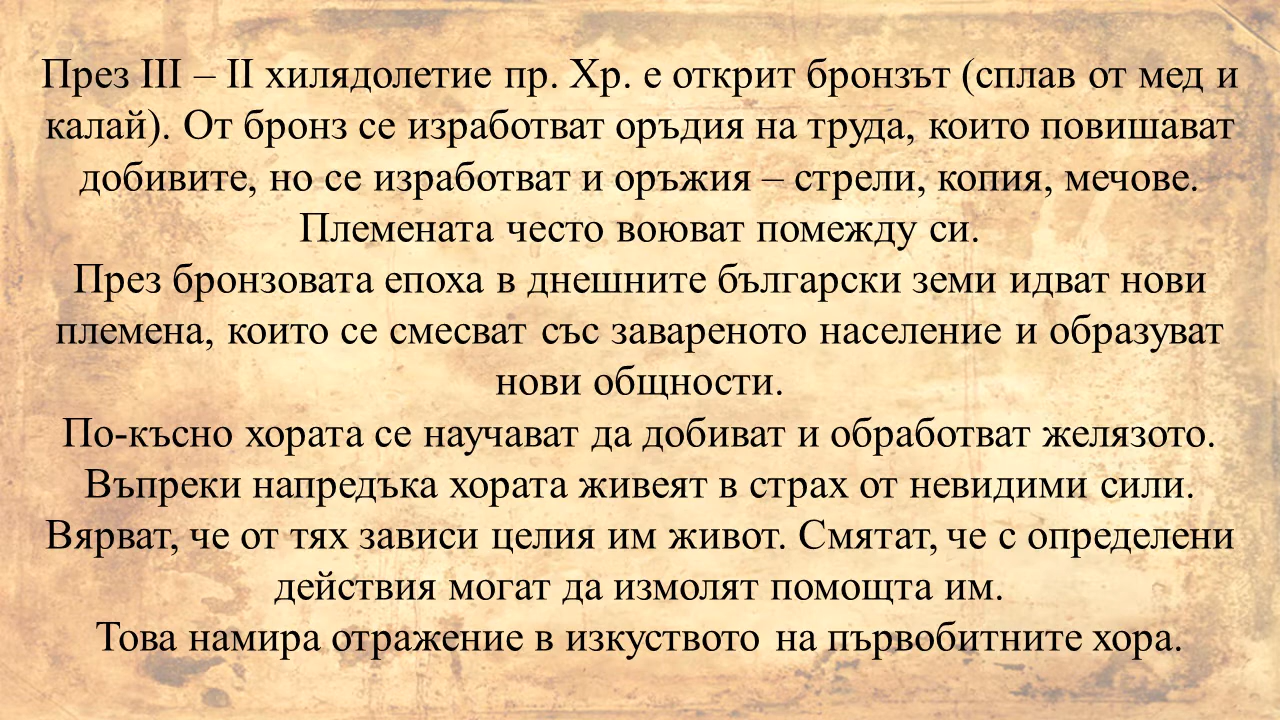 През III – II хилядолетие пр. Хр. е открит бронзът (сплав от мед и
калай). От бронз се изработват оръдия на труда, които повишават
добивите, но се изработват и оръжия – стрели, копия, мечове.
Племената често воюват помежду си.
През бронзовата епоха в днешните български земи идват нови
племена, които се смесват със завареното население и образуват
нови общности.
По-късно хората се научават да добиват и обработват желязото.
Въпреки напредъка хората живеят в страх от невидими сили.
Вярват, че от тях зависи целия им живот. Смятат, че с определени
действия могат да измолят помощта им.
Това намира отражение в изкуството на първобитните хора.